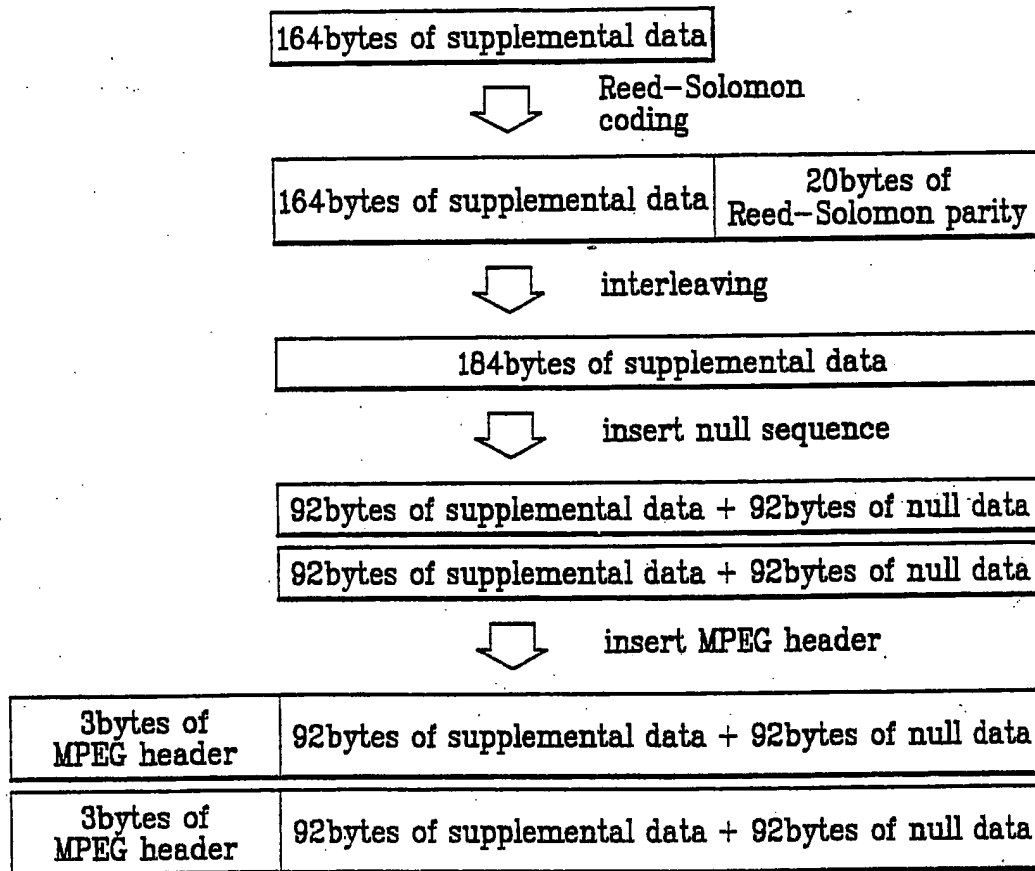 164bytes of supplemental data
Reed-Solomon
coding
164bytes of supplemental data
20bytes of
Reed-Solomon parity
interleaving
184bytes of supplemental data
insert null sequence
92bytes of supplemental data + 92bytes of null data
92bytes of supplemental data + 92bytes of null data
insert MPEG header
3bytes of
MPEG header
92bytes of supplemental data + 92bytes of null data
3bytes of
MPEG header
92bytes of supplemental data + 92bytes of null data